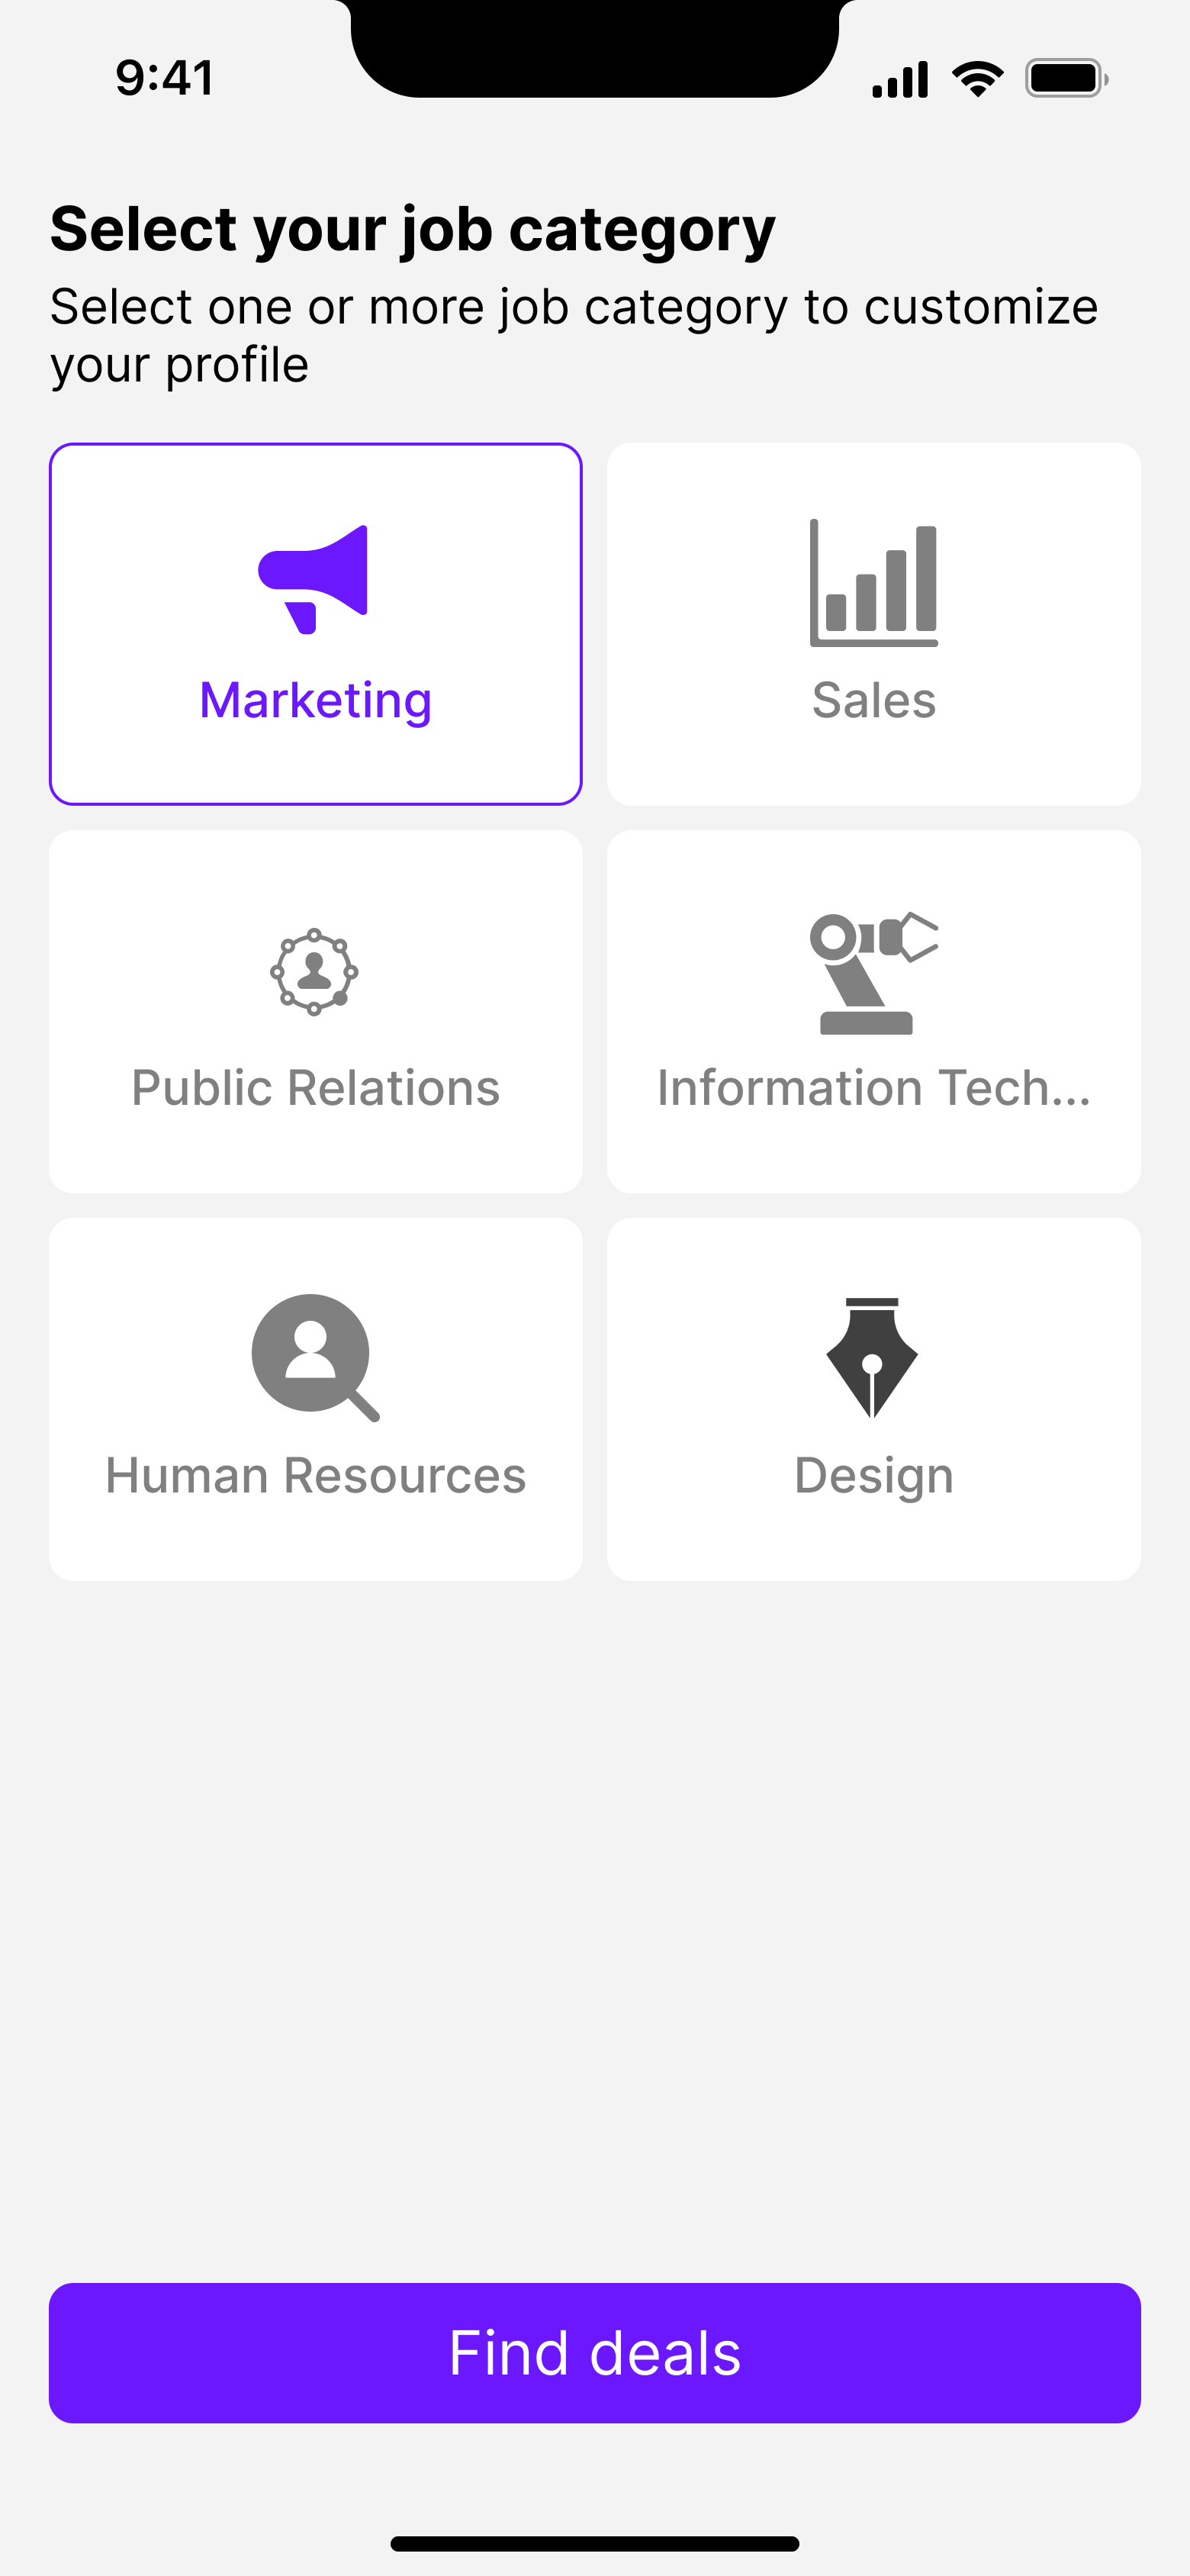 9:41
Select your job category
Select one or more job category to customize
your profile
Marketing
Sales
Public Relations
Information Tech...
Human Resources
Design
Find deals